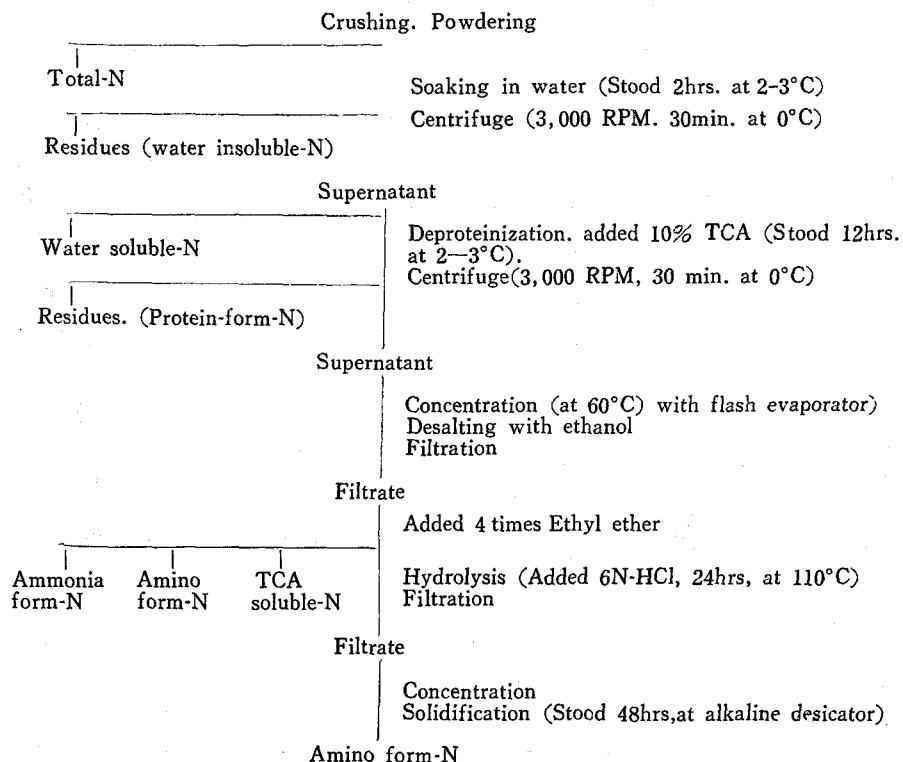 Crushing. Powdering
Total-N
Soaking in water (Stood 2hrs. at 2-3°C)
Centrifuge (3,000 RPM. 30min. at 0°C)
Residues (water insoluble-N)
Supernatant
Water soluble-N
Deproteinization. added 10% TCA (Stood 12hrs.
at 2—3°C).
Centrifuge(3,000 RPM, 30 min. at 0°C)
Residues. (Protein-form-N)
Supernatant
Concentration (at 60°C) with flash evaporator)
Desalting with ethanol
Filtration
Filtrate
Added 4 times Ethyl ether
Ammonia
form-N
Amino
form-N
TCA
soluble-N
Hydrolysis (Added 6N-HCl, 24hrs, at 110°C)
Filtration
Filtrate
Concentration
Solidification (Stood 48hrs,at alkaline desicator)
Amino form-N